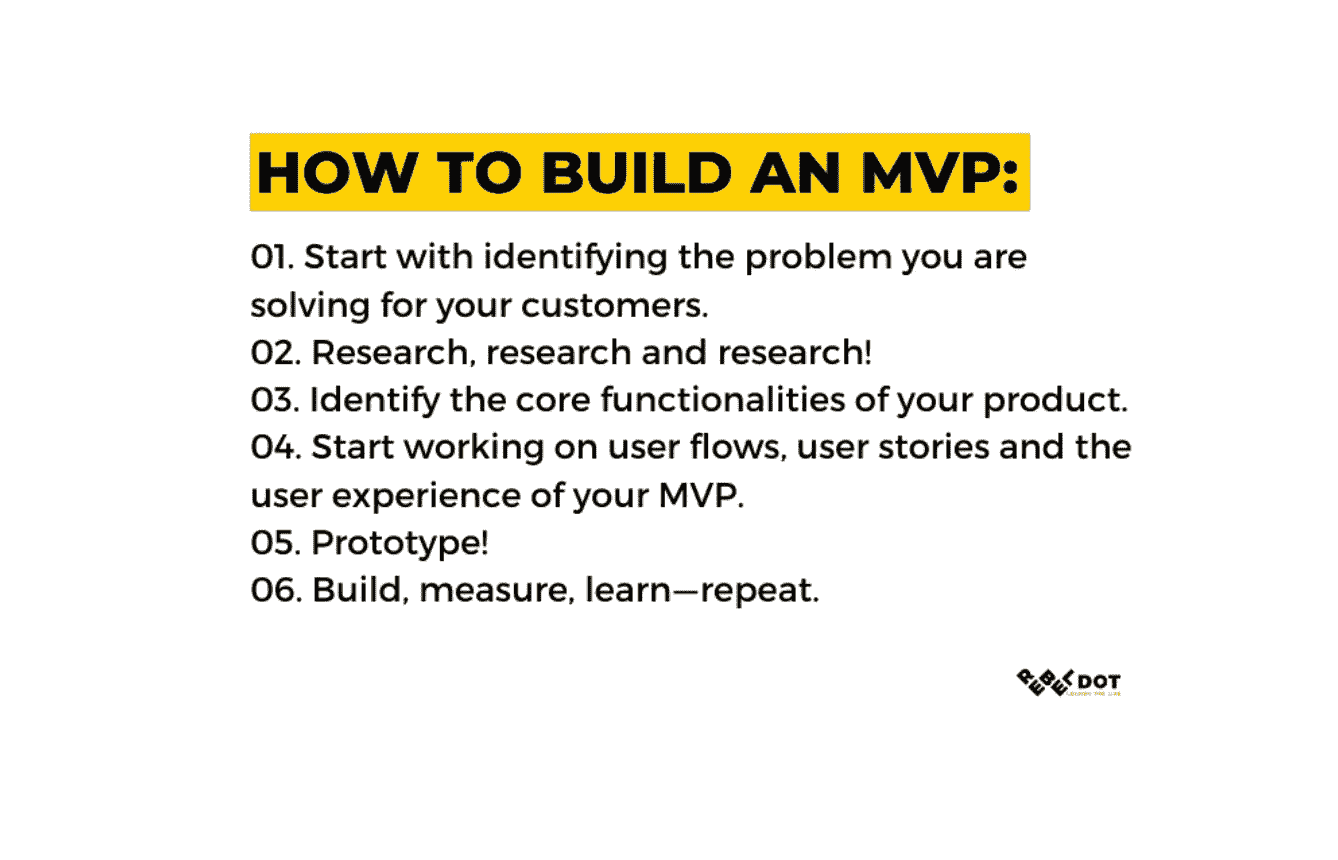 HOW TO BUILD AN MVP:
01. Start with identifying the problem you are
solving for your customers.
02. Research, research and research!
03. Identify the core functionalities of your product.
04. Start working on user flows, user stories and the
user experience of your MVP.
05. Prototype!
06. Build, measure, learn—repeat.
REBEL DOT